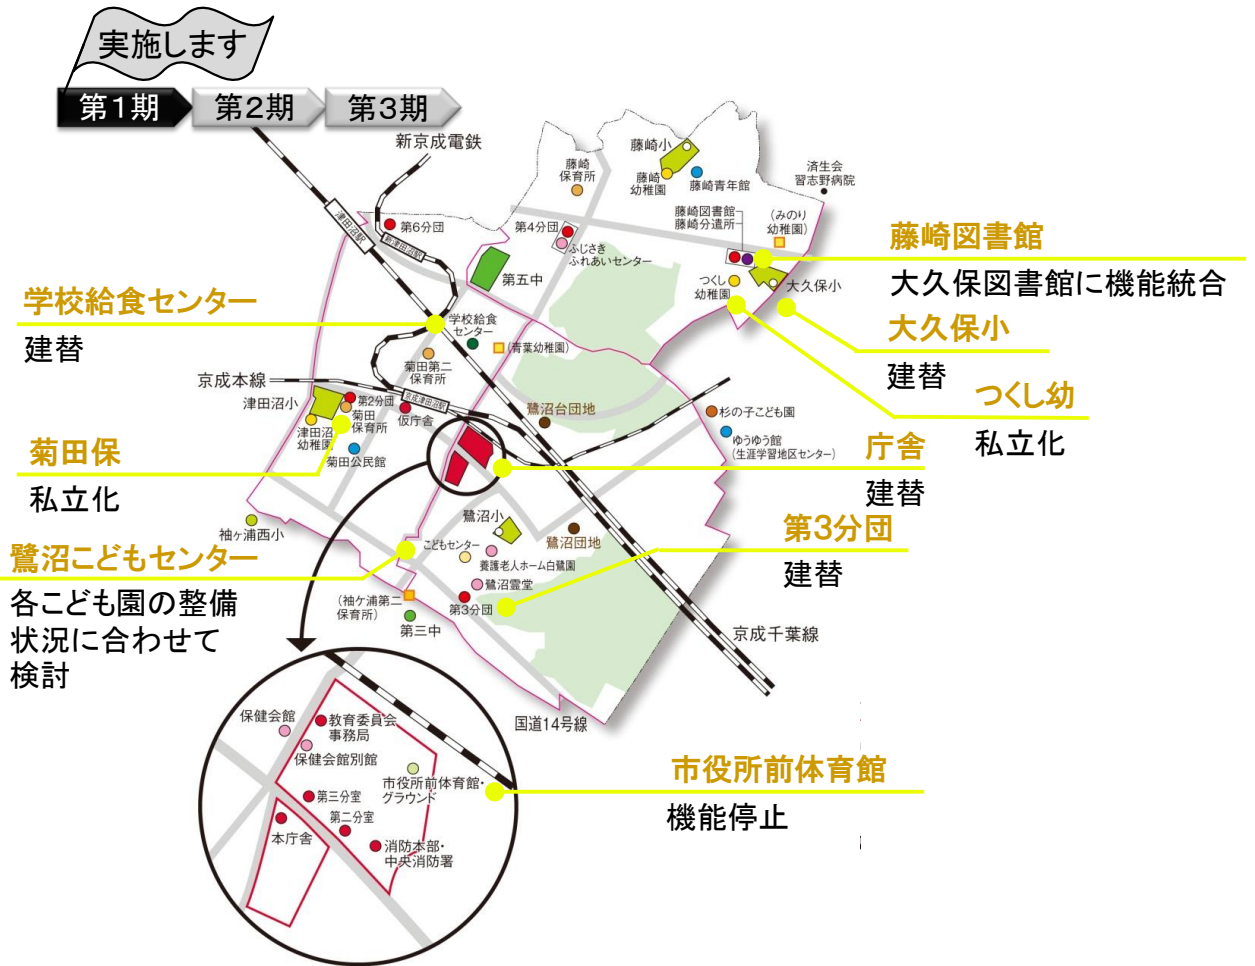 実施します
第1期
第2期
第3期
新京成電鉄
津田沼駅
新津田沼駅
第6分団
藤崎
保育所
藤崎小
藤崎
幼稚園
藤崎青年館
済生会
習志野病院
藤崎図書館
藤崎分遣所
(みのり
幼稚園)
第4分団
ふじさき
ふれあいセンター
第五中
つくし
幼稚園
大久保小
藤崎図書館
大久保図書館に機能統合
大久保小
建替
つくし幼
私立化
学校給食センター
建替
学校給食
センター
(青葉幼稚園)
菊田第二
保育所
京成本線
京成津田沼駅
津田沼小
第2分団
菊田
保育所
仮庁舎
津田沼
幼稚園
菊田公民館
鷺沼台団地
杉の子こども園
ゆうゆう館
(生涯学習地区センター)
菊田保
私立化
庁舎
建替
袖ヶ浦西小
鷺沼小
鷺沼団地
こどもセンター
養護老人ホーム白鷺園
鷺沼霊堂
第3分団
第3分団
建替
鷺沼こどもセンター
各こども園の整備
状況に合わせて
検討
(袖ケ浦第二
保育所)
第三中
京成千葉線
国道14号線
保健会館
教育委員会
事務局
保健会館別館
市役所前体育館・
グラウンド
第三分室
第二分室
本庁舎
消防本部・
中央消防署
市役所前体育館
機能停止